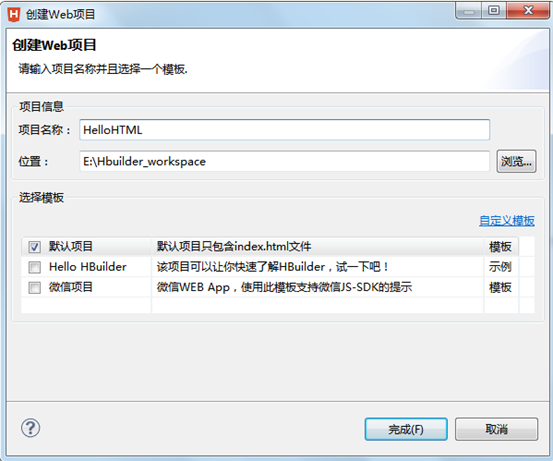 创建Web项目
创建Web项目
请输入项目名称并且选择一个模板.
项目信息
项目名称： HelloHTML
位置： E:\Hbuilder_workspace 浏览...
选择模板
自定义模板
默认项目 默认项目只包含index.html文件 模板
Hello HBuilder 该项目可以让你快速了解HBuilder，试一下吧！ 示例
微信项目 微信WEB App，使用此模板支持微信JS-SDK的提示 模板
完成(F) 取消